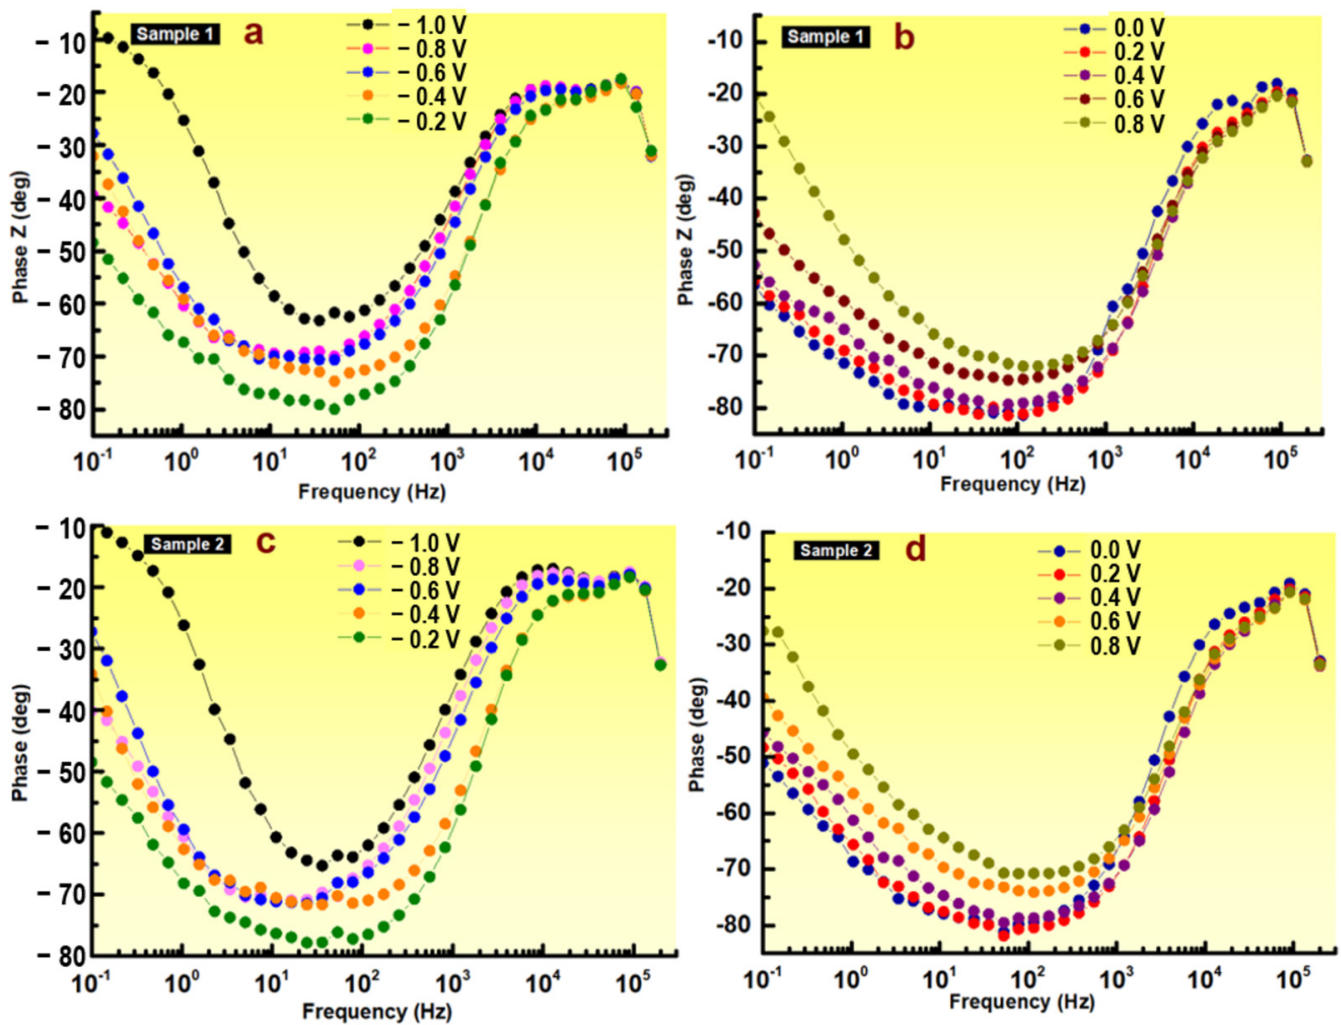 Sample 1
a
− 1.0 V
− 0.8 V
− 0.6 V
− 0.4 V
− 0.2 V
− 10
− 20
− 30
− 40
− 50
− 60
− 70
− 80
Phase Z (deg)
10⁻¹ 10⁰ 10¹ 10² 10³ 10⁴ 10⁵
Frequency (Hz)
Sample 1
b
0.0 V
0.2 V
0.4 V
0.6 V
0.8 V
-10
-20
-30
-40
-50
-60
-70
-80
Phase Z (deg)
10⁻¹ 10⁰ 10¹ 10² 10³ 10⁴ 10⁵
Frequency (Hz)
Sample 2
c
− 1.0 V
− 0.8 V
− 0.6 V
− 0.4 V
− 0.2 V
− 10
− 20
− 30
− 40
− 50
− 60
− 70
− 80
Phase (deg)
10⁻¹ 10⁰ 10¹ 10² 10³ 10⁴ 10⁵
Frequency (Hz)
Sample 2
d
0.0 V
0.2 V
0.4 V
0.6 V
0.8 V
-10
-20
-30
-40
-50
-60
-70
-80
Phase (deg)
10⁻¹ 10⁰ 10¹ 10² 10³ 10⁴ 10⁵
Frequency (Hz)